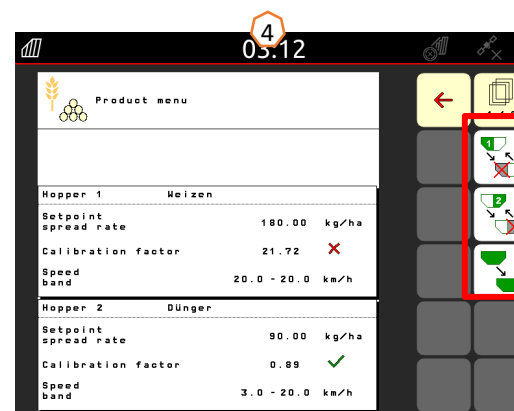 4
03:12
Product menu
Hopper 1 Weizen
Setpoint
spread rate 180.00 kg/ha
Calibration factor 21.72
Speed
band 20.0 - 20.0 km/h
Hopper 2 Dünger
Setpoint
spread rate 90.00 kg/ha
Calibration factor 0.89
Speed
band 3.0 - 20.0 km/h
1
2